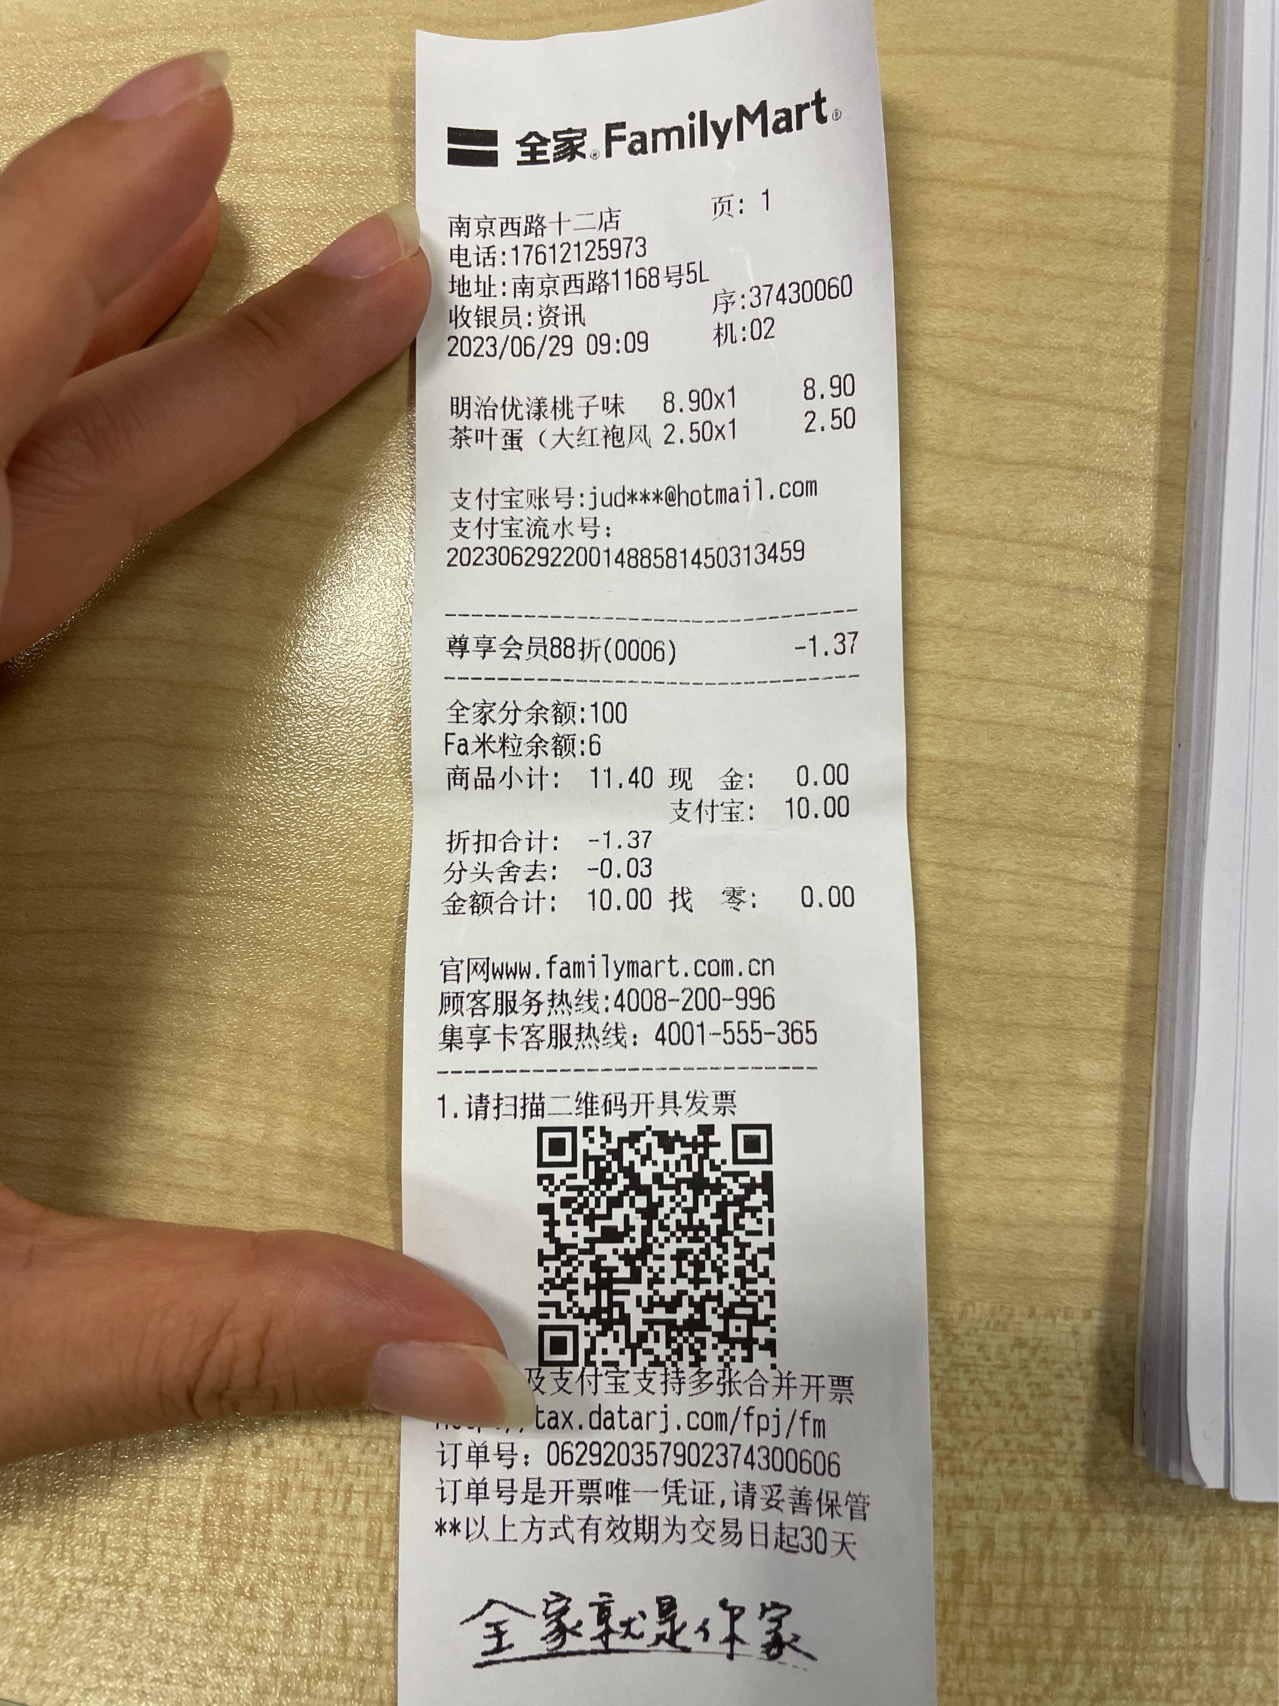 全家® FamilyMart®
页: 1
南京西路十二店
电话:17612125973
地址:南京西路1168号5L
收银员:资讯 序:37430060
2023/06/29 09:09 机:02
明治优漾桃子味 8.90x1 8.90
茶叶蛋（大红袍风 2.50x1 2.50
支付宝账号:jud***@hotmail.com
支付宝流水号:
2023062922001488581450313459
尊享会员88折(0006) -1.37
全家分余额:100
Fa米粒余额:6
商品小计: 11.40 现 金: 0.00
支付宝: 10.00
折扣合计: -1.37
分头舍去: -0.03
金额合计: 10.00 找 零: 0.00
官网www.familymart.com.cn
顾客服务热线:4008-200-996
集享卡客服热线: 4001-555-365
1.请扫描二维码开具发票
及支付宝支持多张合并开票
tax.datarj.com/fpj/fm
订单号: 0629203579023743​00606
订单号是开票唯一凭证,请妥善保管
**以上方式有效期为交易日起30天
全家就是你家